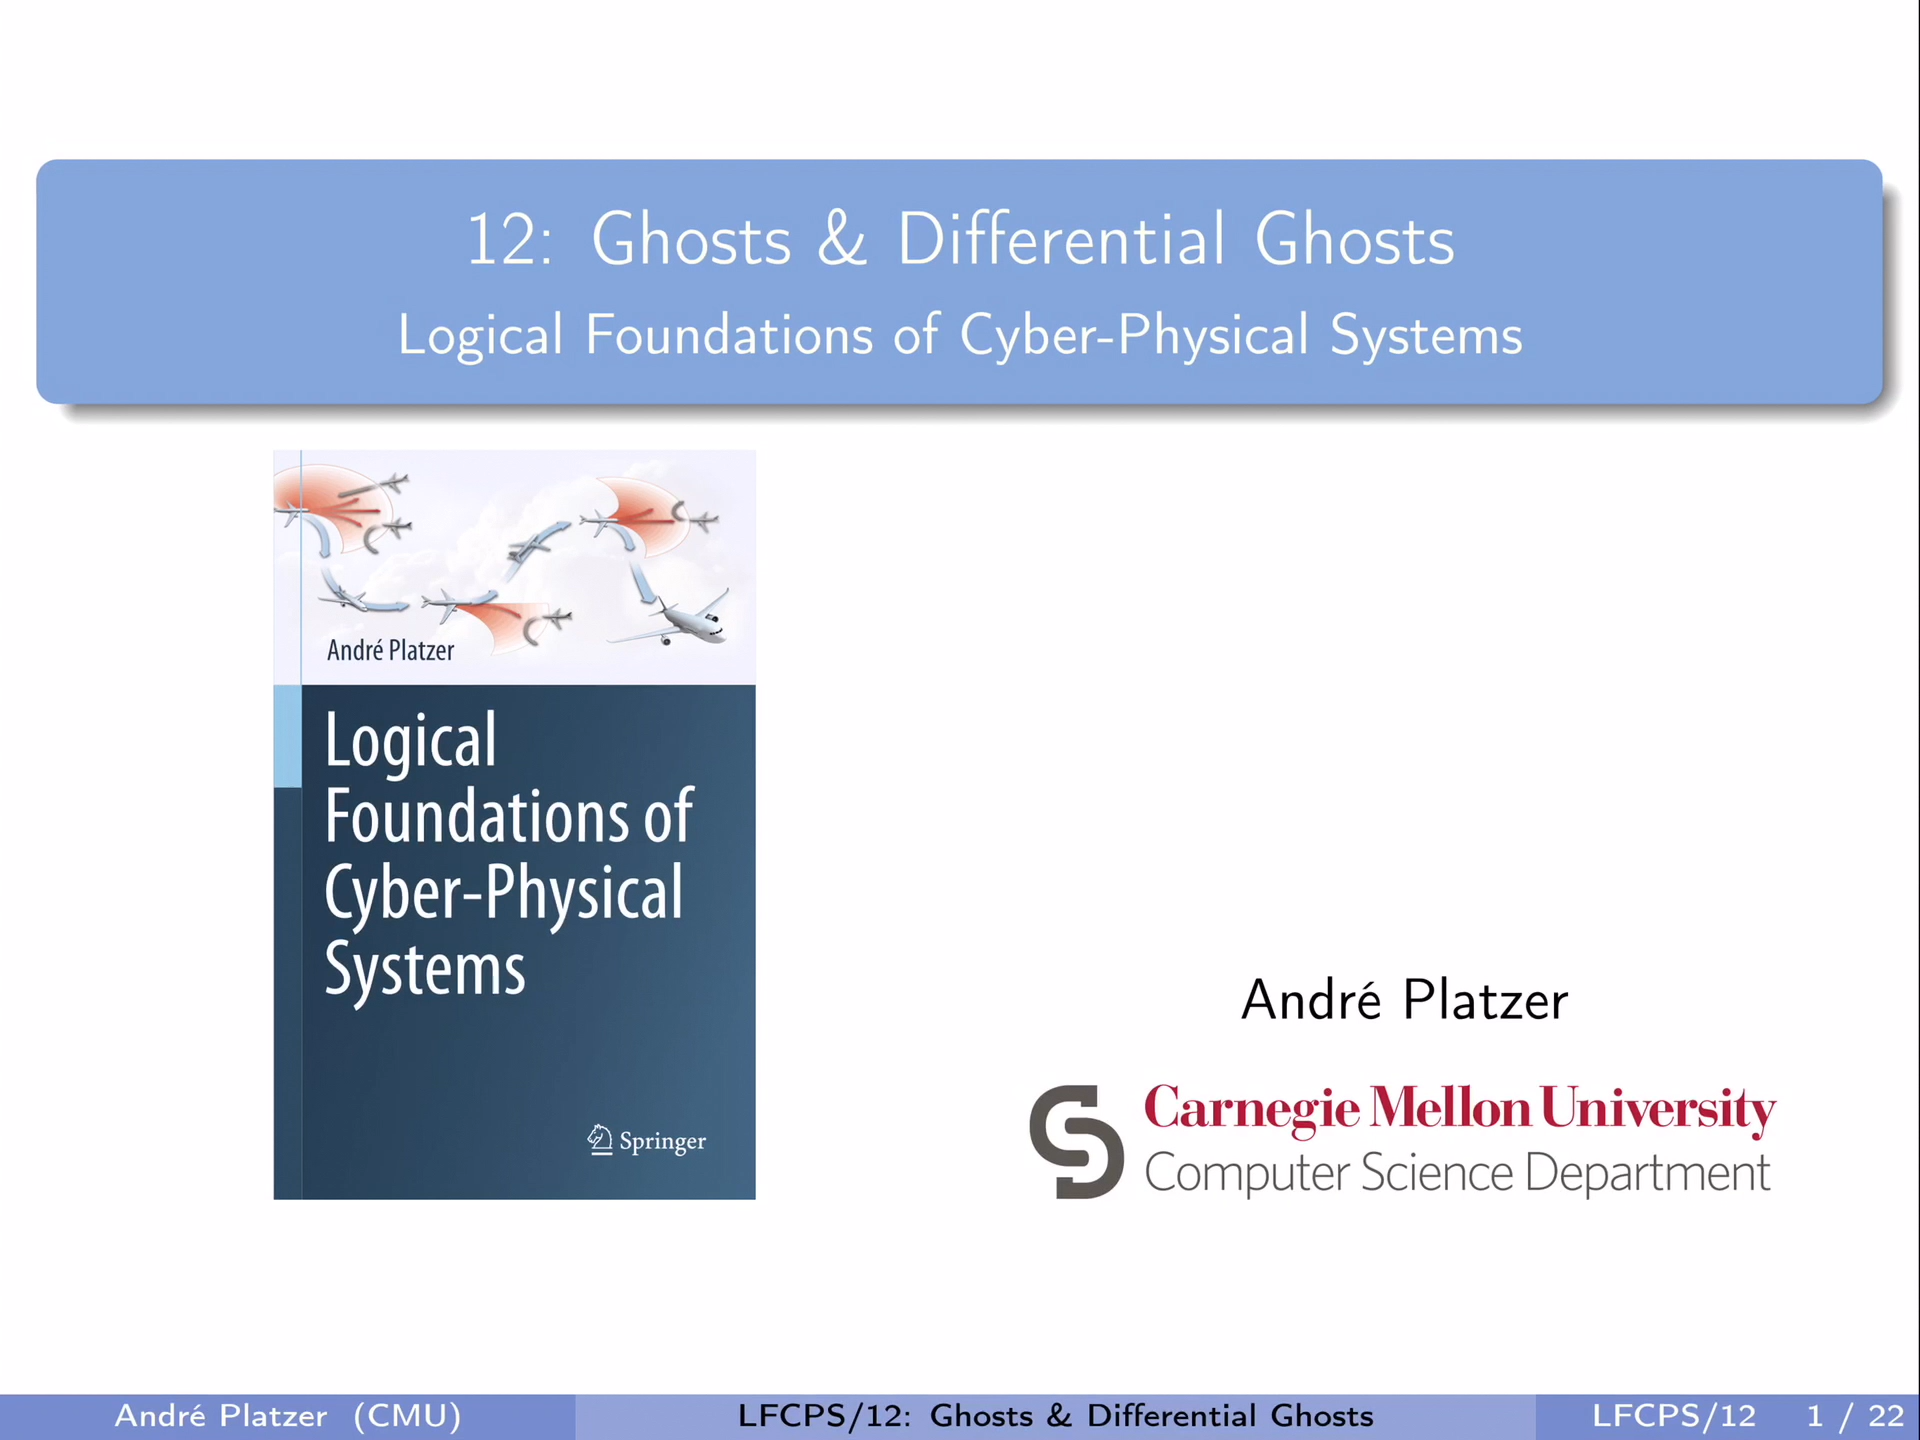 12: Ghosts & Differential Ghosts
Logical Foundations of Cyber-Physical Systems
André Platzer
Logical
Foundations of
Cyber-Physical
Systems
Springer
André Platzer
Carnegie Mellon University
Computer Science Department
André Platzer (CMU)
LFCPS/12: Ghosts & Differential Ghosts
LFCPS/12 1 / 22